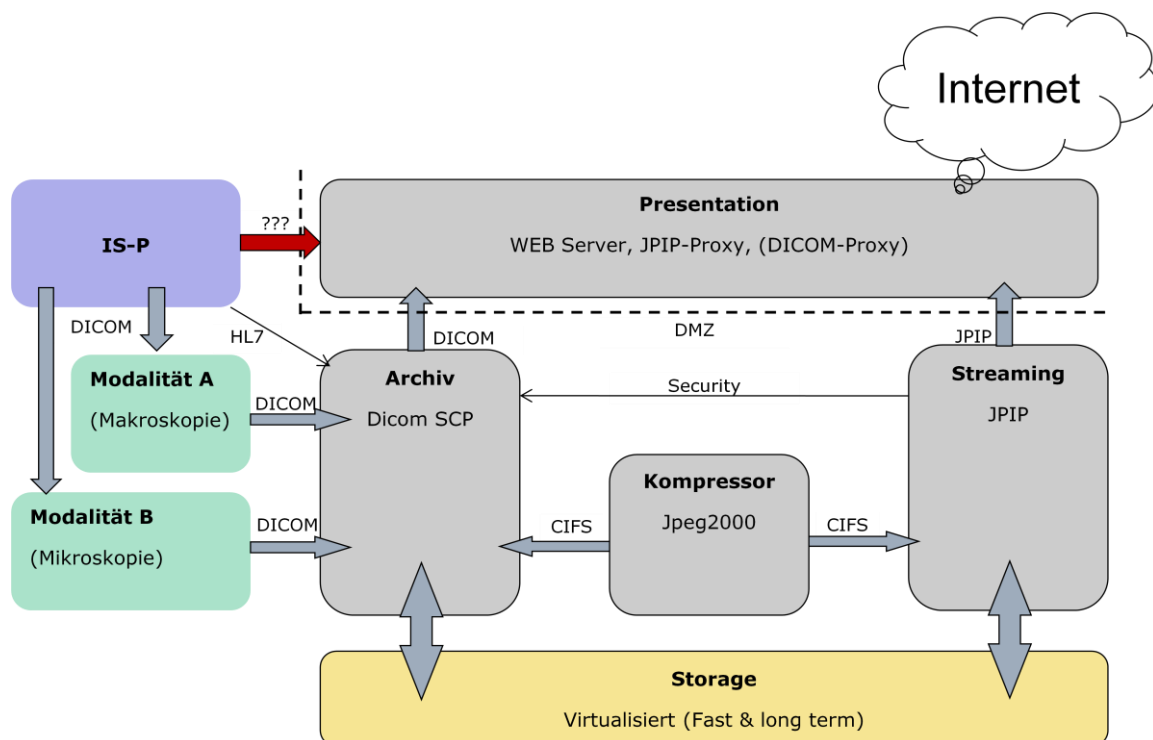 Internet
Presentation
WEB Server, JPIP-Proxy, (DICOM-Proxy)
IS-P
???
DICOM
HL7
DICOM
DMZ
JPIP
Modalität A
(Makroskopie)
DICOM
Archiv
Dicom SCP
Security
Streaming
JPIP
Kompressor
Jpeg2000
CIFS
CIFS
Modalität B
(Mikroskopie)
DICOM
Storage
Virtualisiert (Fast & long term)